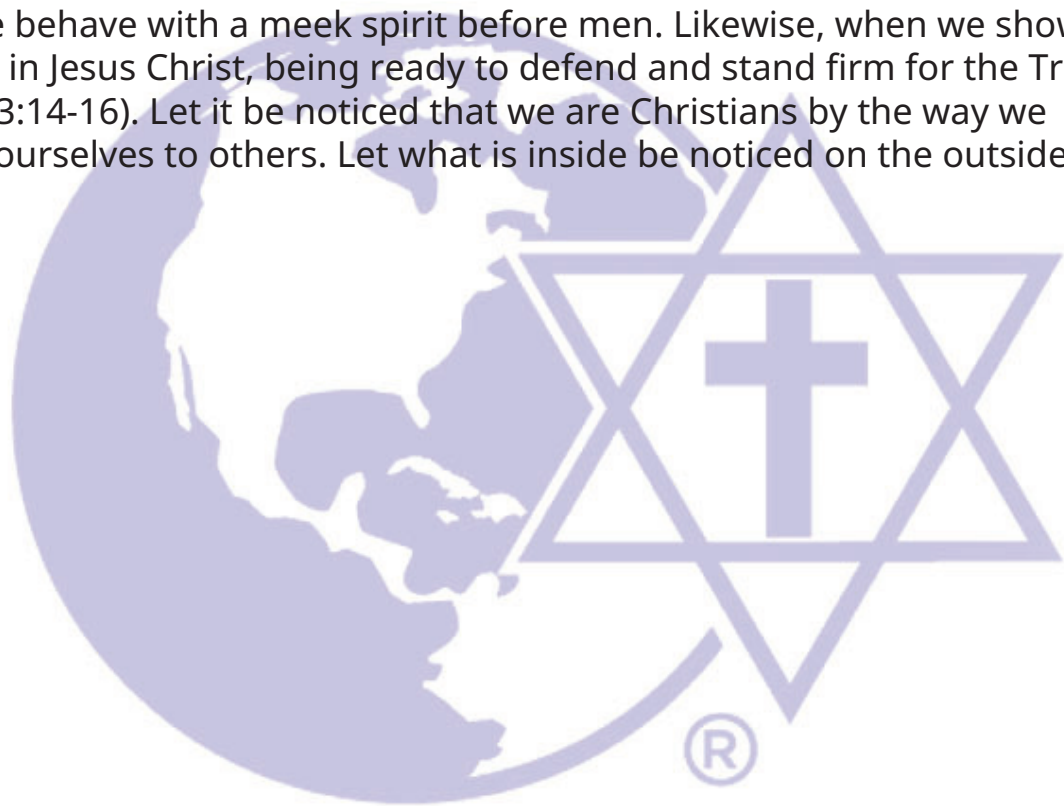 e behave with a meek spirit before men. Likewise, when we show
in Jesus Christ, being ready to defend and stand firm for the Tr
3:14-16). Let it be noticed that we are Christians by the way we
ourselves to others. Let what is inside be noticed on the outside
®